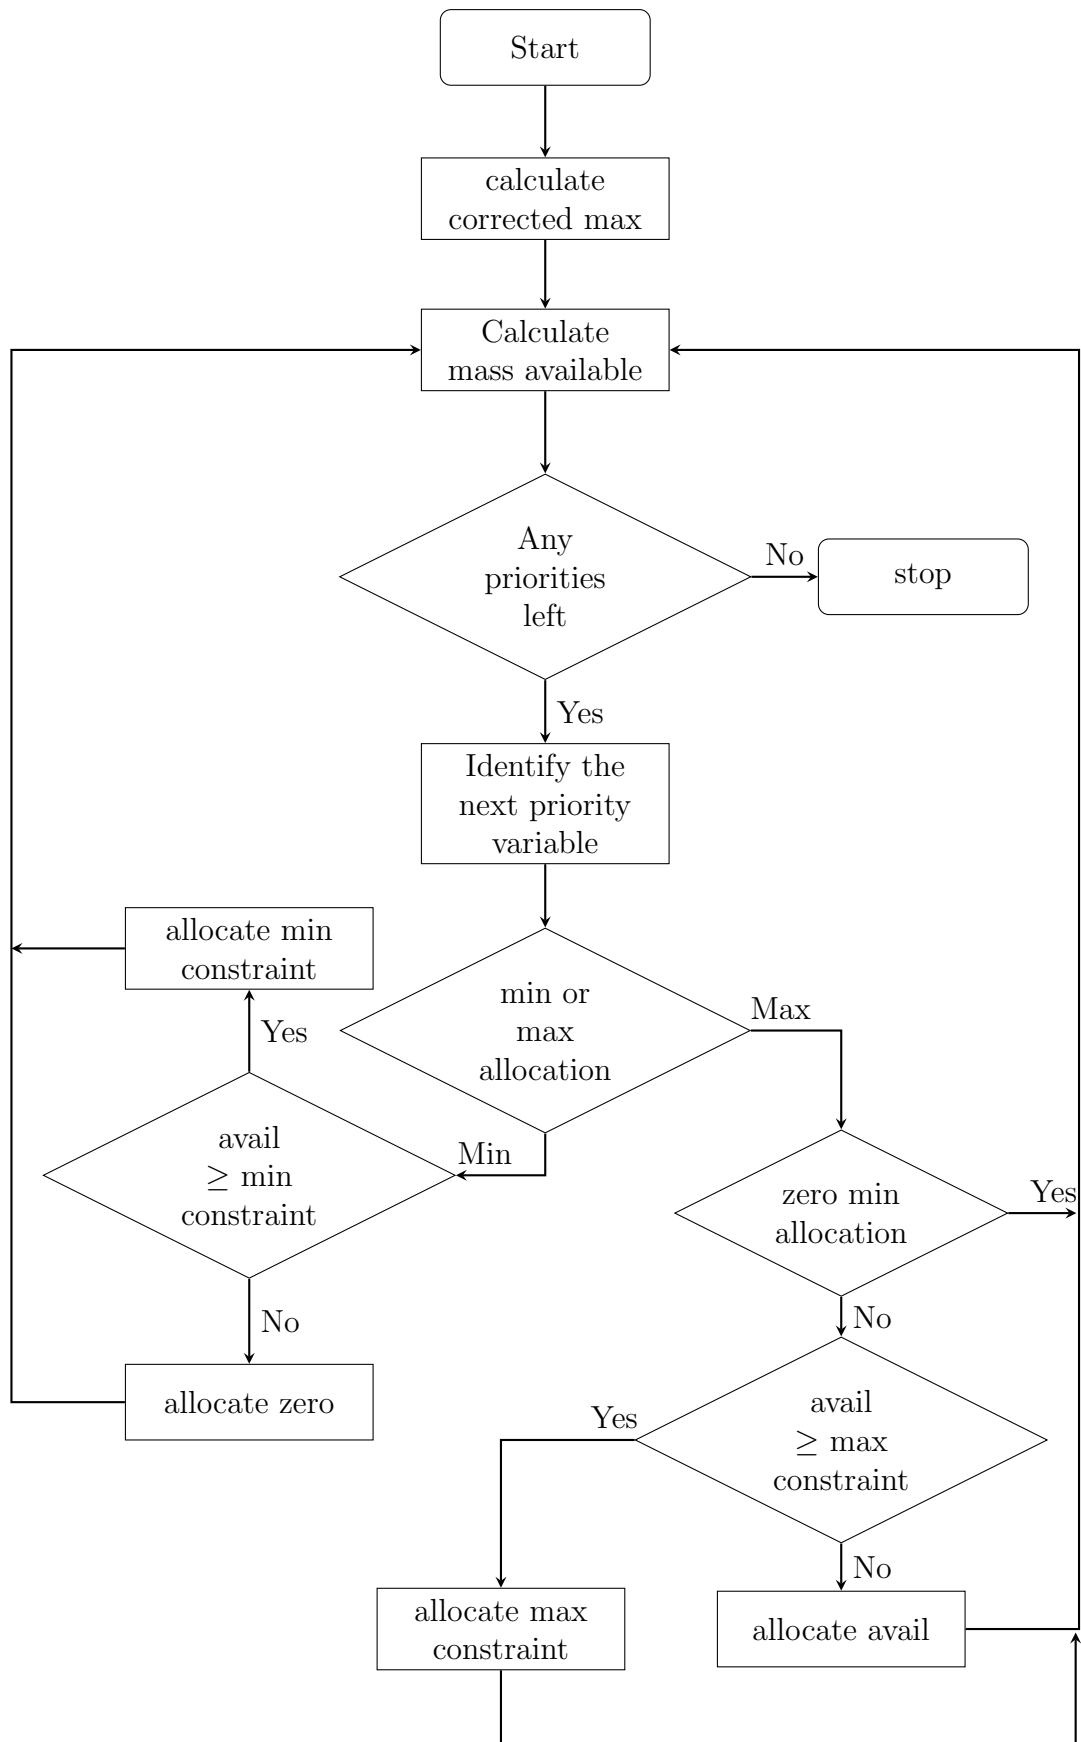 Start
calculate
corrected max
Calculate
mass available
Any
priorities
left
No
stop
Yes
Identify the
next priority
variable
allocate min
constraint
min or
max
allocation
Max
Yes
avail
≥ min
constraint
Min
zero min
allocation
Yes
No
No
allocate zero
avail
≥ max
constraint
Yes
No
allocate max
constraint
allocate avail